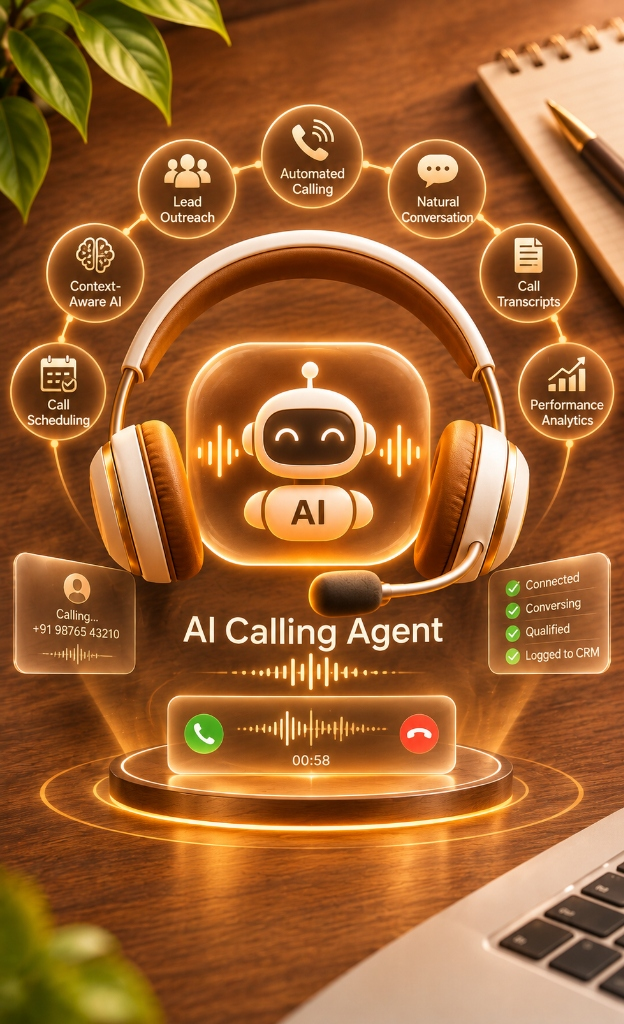 Automated
Calling
Lead
Outreach
Natural
Conversation
Context-
Aware AI
Call
Transcripts
Call
Scheduling
Performance
Analytics
AI
Calling...
+91 98765 43210
Connected
Conversing
Qualified
Logged to CRM
AI Calling Agent
00:58